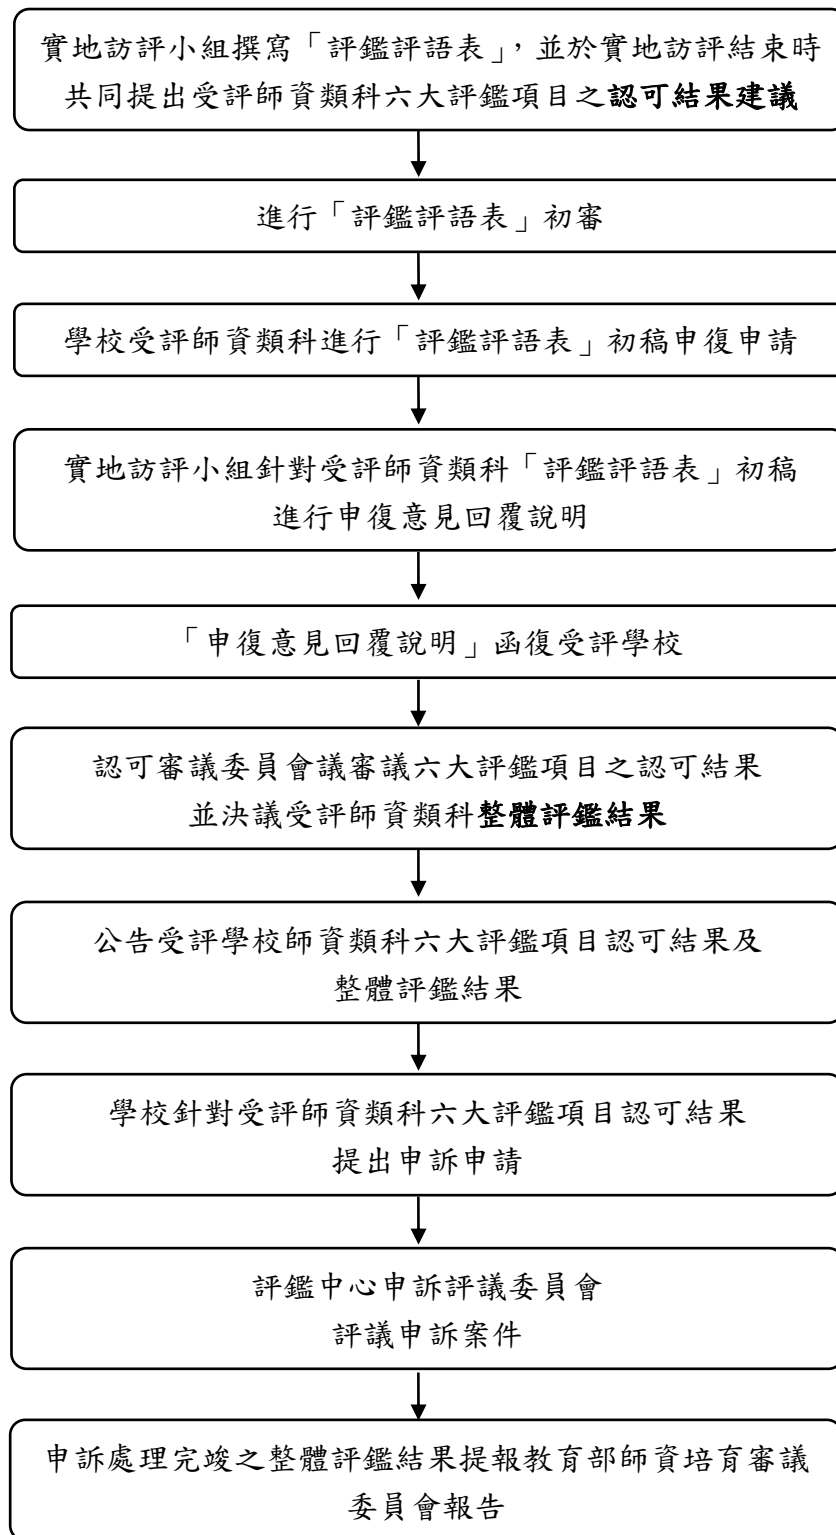 實地訪評小組撰寫「評鑑評語表」，並於實地訪評結束時
共同提出受評師資類科六大評鑑項目之認可結果建議
進行「評鑑評語表」初審
學校受評師資類科進行「評鑑評語表」初稿申復申請
實地訪評小組針對受評師資類科「評鑑評語表」初稿
進行申復意見回覆說明
「申復意見回覆說明」函復受評學校
認可審議委員會議審議六大評鑑項目之認可結果
並決議受評師資類科整體評鑑結果
公告受評學校師資類科六大評鑑項目認可結果及
整體評鑑結果
學校針對受評師資類科六大評鑑項目認可結果
提出申訴申請
評鑑中心申訴評議委員會
評議申訴案件
申訴處理完竣之整體評鑑結果提報教育部師資培育審議
委員會報告